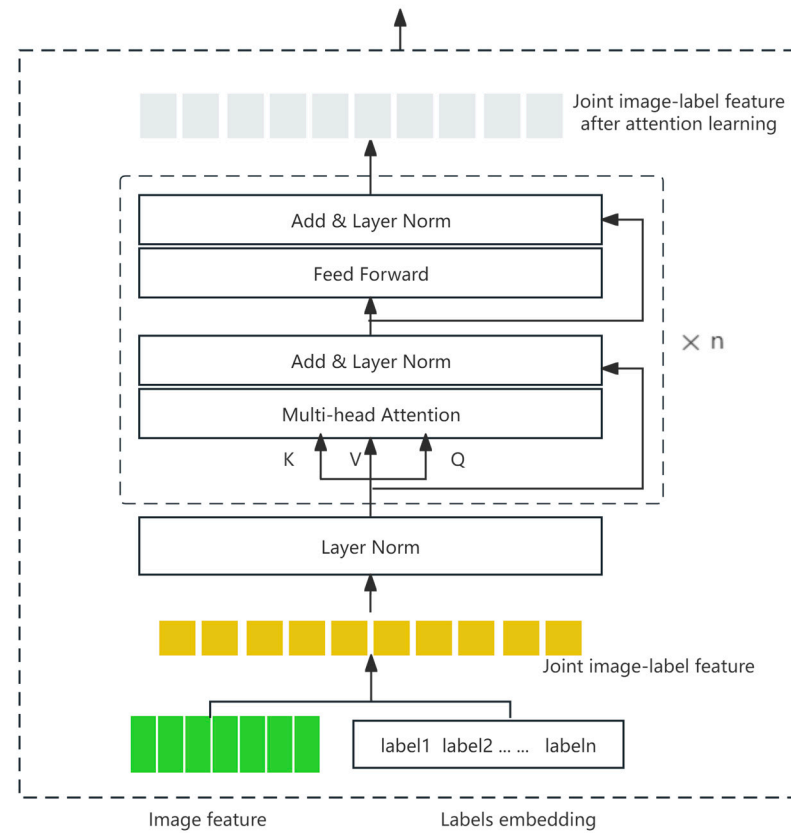 Joint image-label feature
after attention learning
Add & Layer Norm
Feed Forward
× n
Add & Layer Norm
Multi-head Attention
K V Q
Layer Norm
Joint image-label feature
label1 label2 ... ... labeln
Image feature
Labels embedding